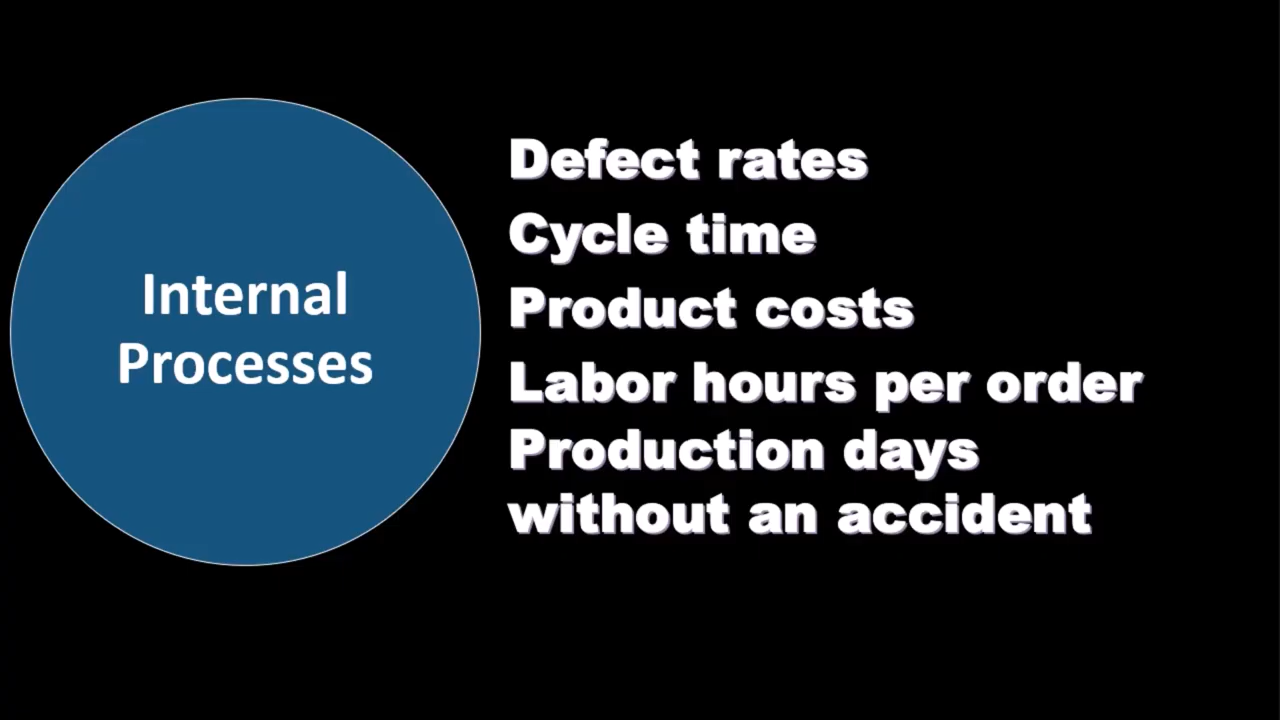 Internal
Processes
Defect rates
Cycle time
Product costs
Labor hours per order
Production days
without an accident